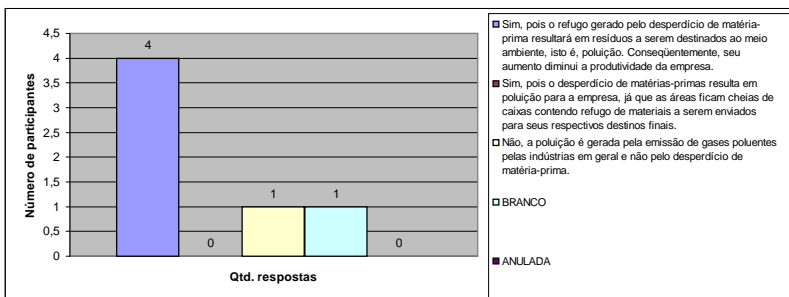 4,5
4
3,5
3
2,5
2
1,5
1
0,5
0
Número de participantes
4
0
1
1
0
Qtd. respostas
Sim, pois o refugo gerado pelo desperdício de matéria-
prima resultará em resíduos a serem destinados ao meio
ambiente, isto é, poluição. Conseqüentemente, seu
aumento diminui a produtividade da empresa.
Sim, pois o desperdício de matérias-primas resulta em
poluição para a empresa, já que as áreas ficam cheias de
caixas contendo refugo de materiais a serem enviados
para seus respectivos destinos finais.
Não, a poluição é gerada pela emissão de gases poluentes
pelas indústrias em geral e não pelo desperdício de
matéria-prima.
BRANCO
ANULADA